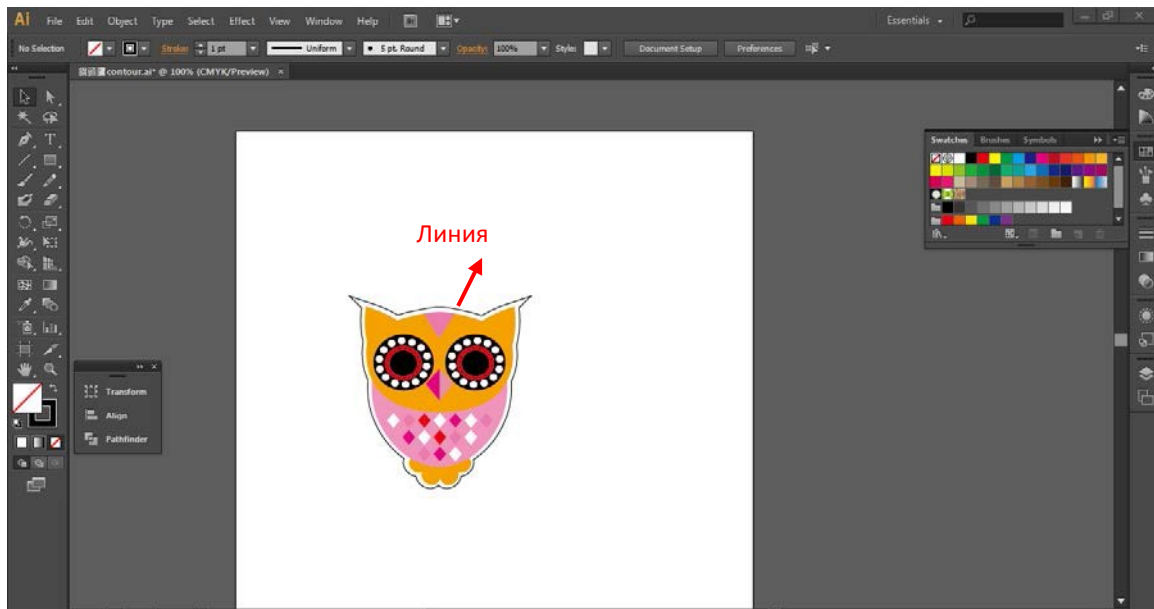 Ai File Edit Object Type Select Effect View Window Help Essentials
No Selection Stroke: 1 pt Uniform 5 pt. Round Opacity: 100% Style: Document Setup Preferences
contour.ai* @ 100% (CMYK/Preview) ×
Swatches Brushes Symbols
Линия
Transform
Align
Pathfinder